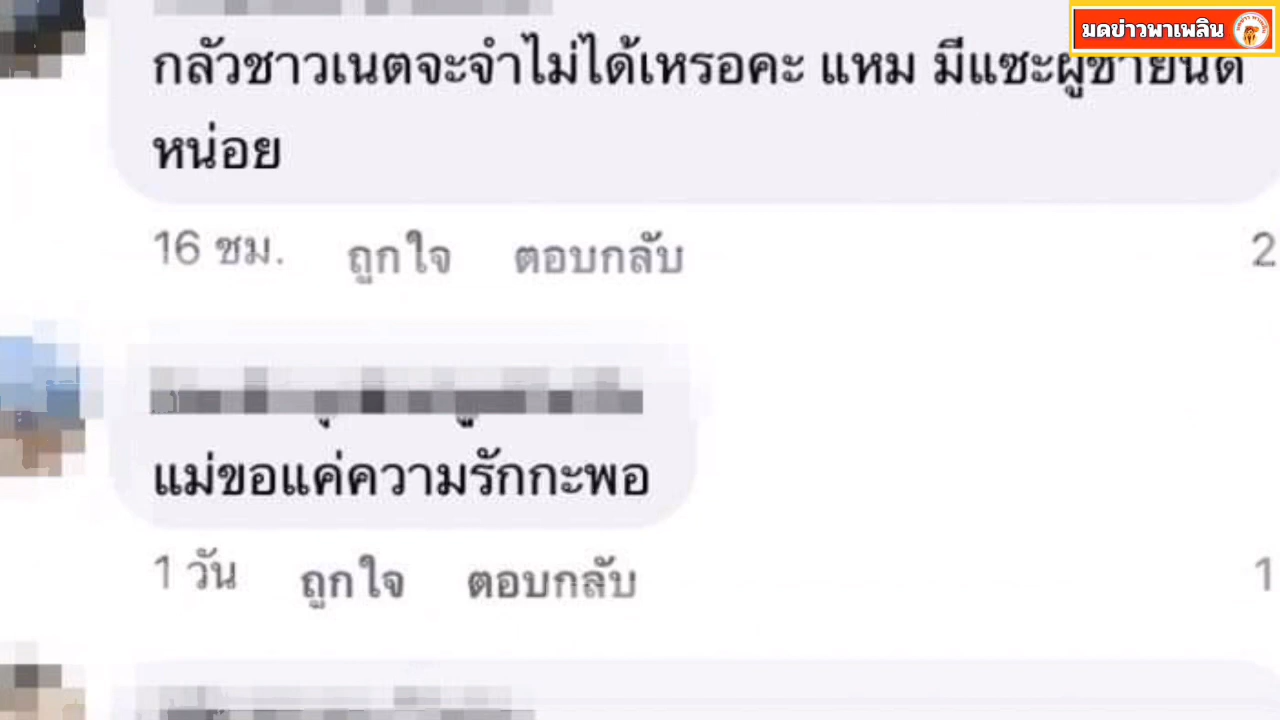 มดข่าวพาเพลิน
กลัวชาวเนตจะจำไม่ได้เหรอคะ แหม มีแซะผู้ชายนิด
หน่อย
16 ชม. ถูกใจ ตอบกลับ 2
แม่ขอแค่ความรักกะพอ
1 วัน ถูกใจ ตอบกลับ 1